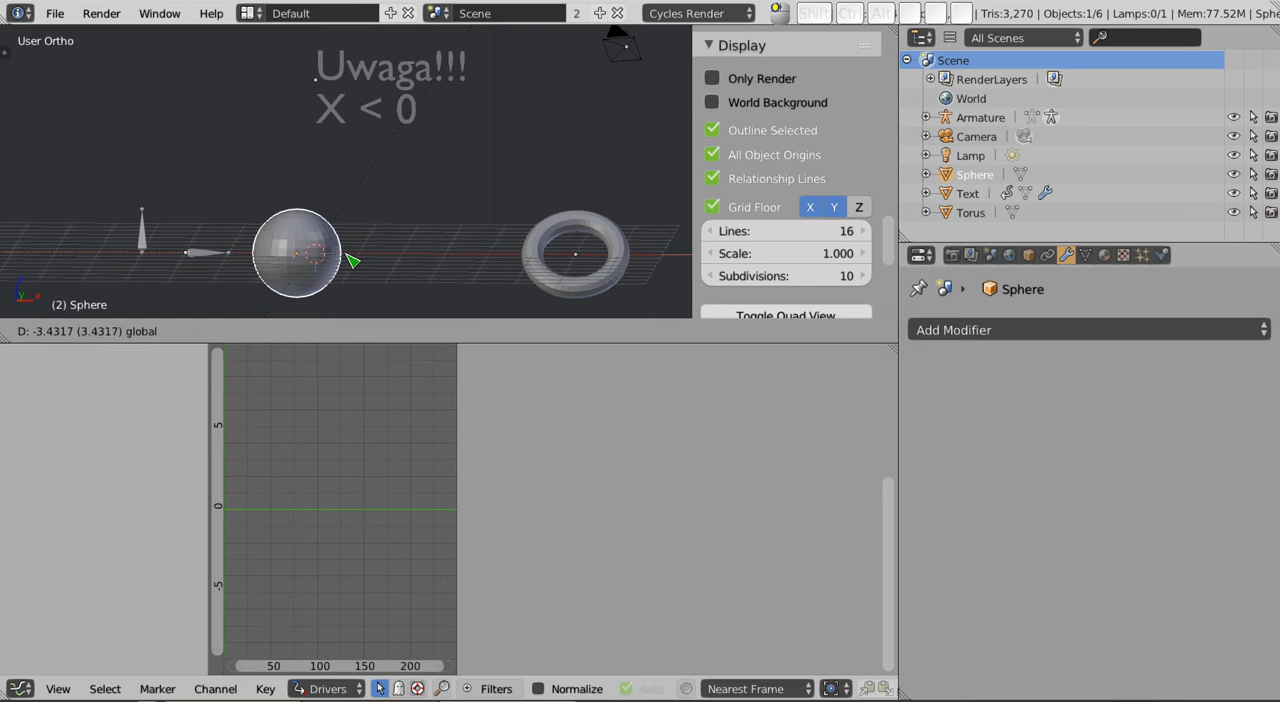 File Render Window Help Default Scene 2 Cycles Render Shift Ctrl Alt Tris:3,270 | Objects:1/6 | Lamps:0/1 | Mem:77.52M | Sphe
User Ortho
Uwaga!!!
X < 0
(2) Sphere
Display
Only Render
World Background
Outline Selected
All Object Origins
Relationship Lines
Grid Floor X Y Z
Lines: 16
Scale: 1.000
Subdivisions: 10
Toggle Quad View
All Scenes
Scene
RenderLayers
World
Armature
Camera
Lamp
Sphere
Text
Torus
Sphere
Add Modifier
D: -3.4317 (3.4317) global
5
0
-5
50 100 150 200
View Select Marker Channel Key Drivers Filters Normalize Auto Nearest Frame